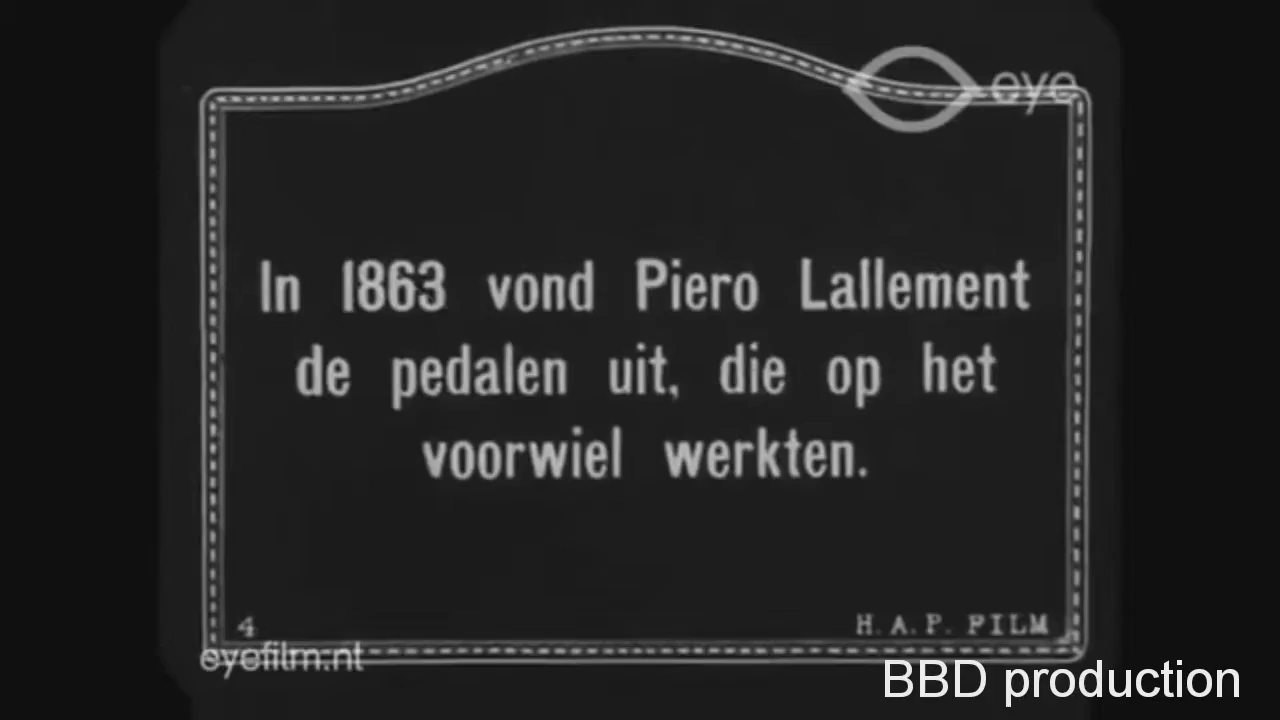 eye
In 1863 vond Piero Lallement
de pedalen uit, die op het
voorwiel werkten.
4
H. A. P. FILM
eyefilm.nl
BBD production